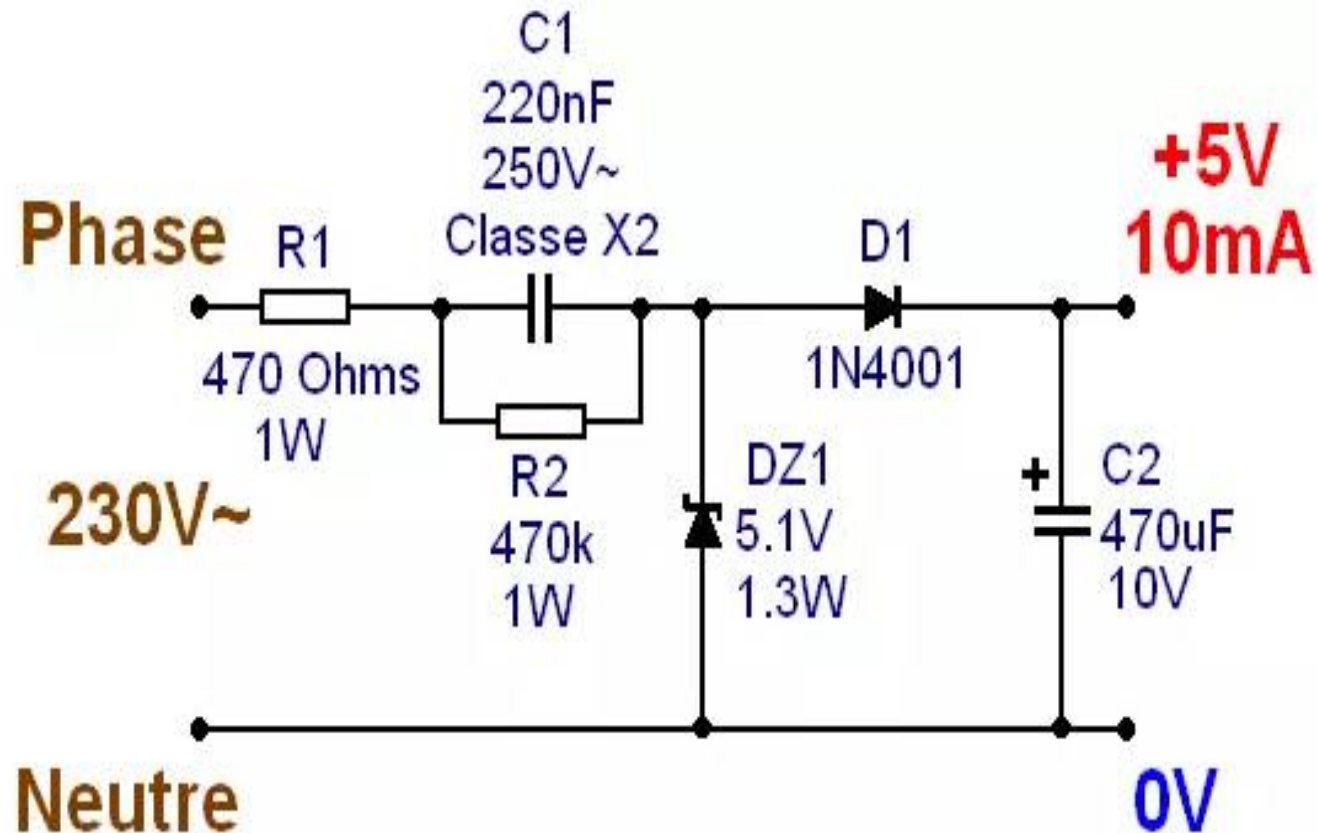 C1
220nF
250V~
Classe X2
+5V
10mA
Phase
R1
D1
470 Ohms
1W
1N4001
R2
470k
1W
230V~
DZ1
5.1V
1.3W
+
C2
470uF
10V
Neutre
0V